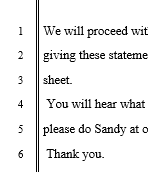 1 We will proceed wit
2 giving these stateme
3 sheet.
4 You will hear what
5 please do Sandy at o
6 Thank you.